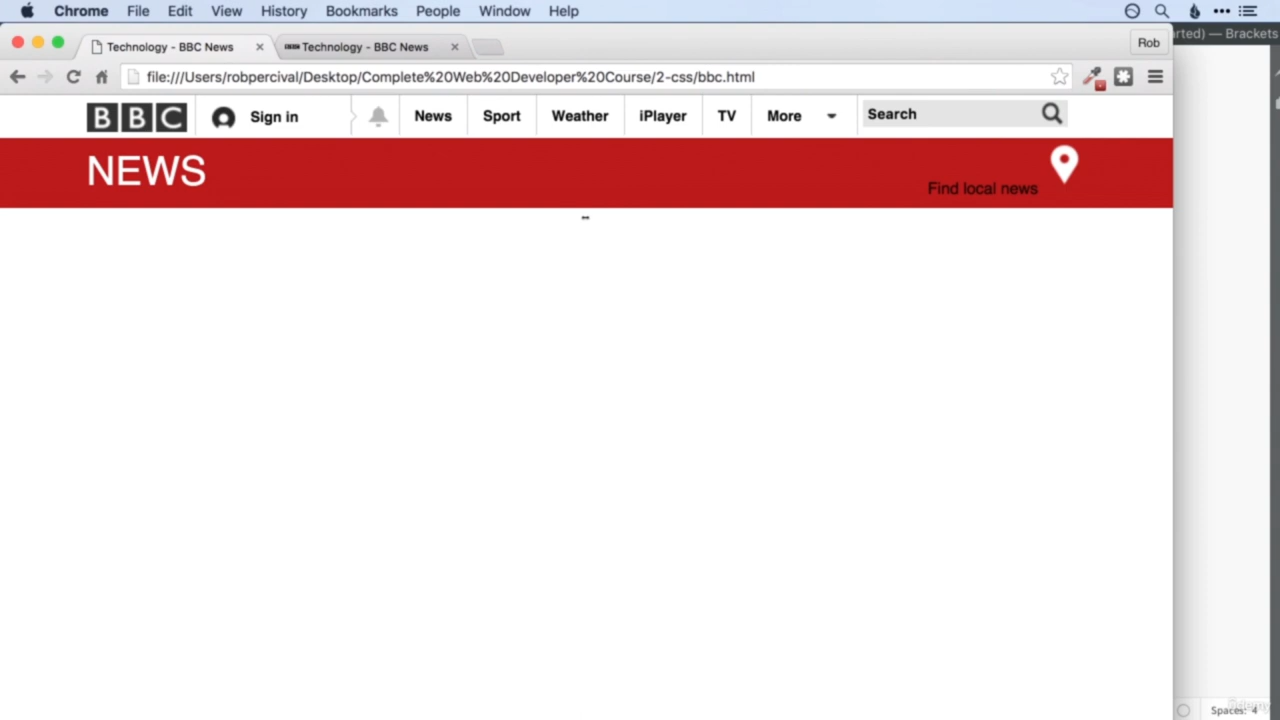 Chrome File Edit View History Bookmarks People Window Help
rted) — Brackets
Technology - BBC News
Technology - BBC News
Rob
file:///Users/robpercival/Desktop/Complete%20Web%20Developer%20Course/2-css/bbc.html
BBC Sign in News Sport Weather iPlayer TV More Search
NEWS
Find local news
Spaces: 4
udemy